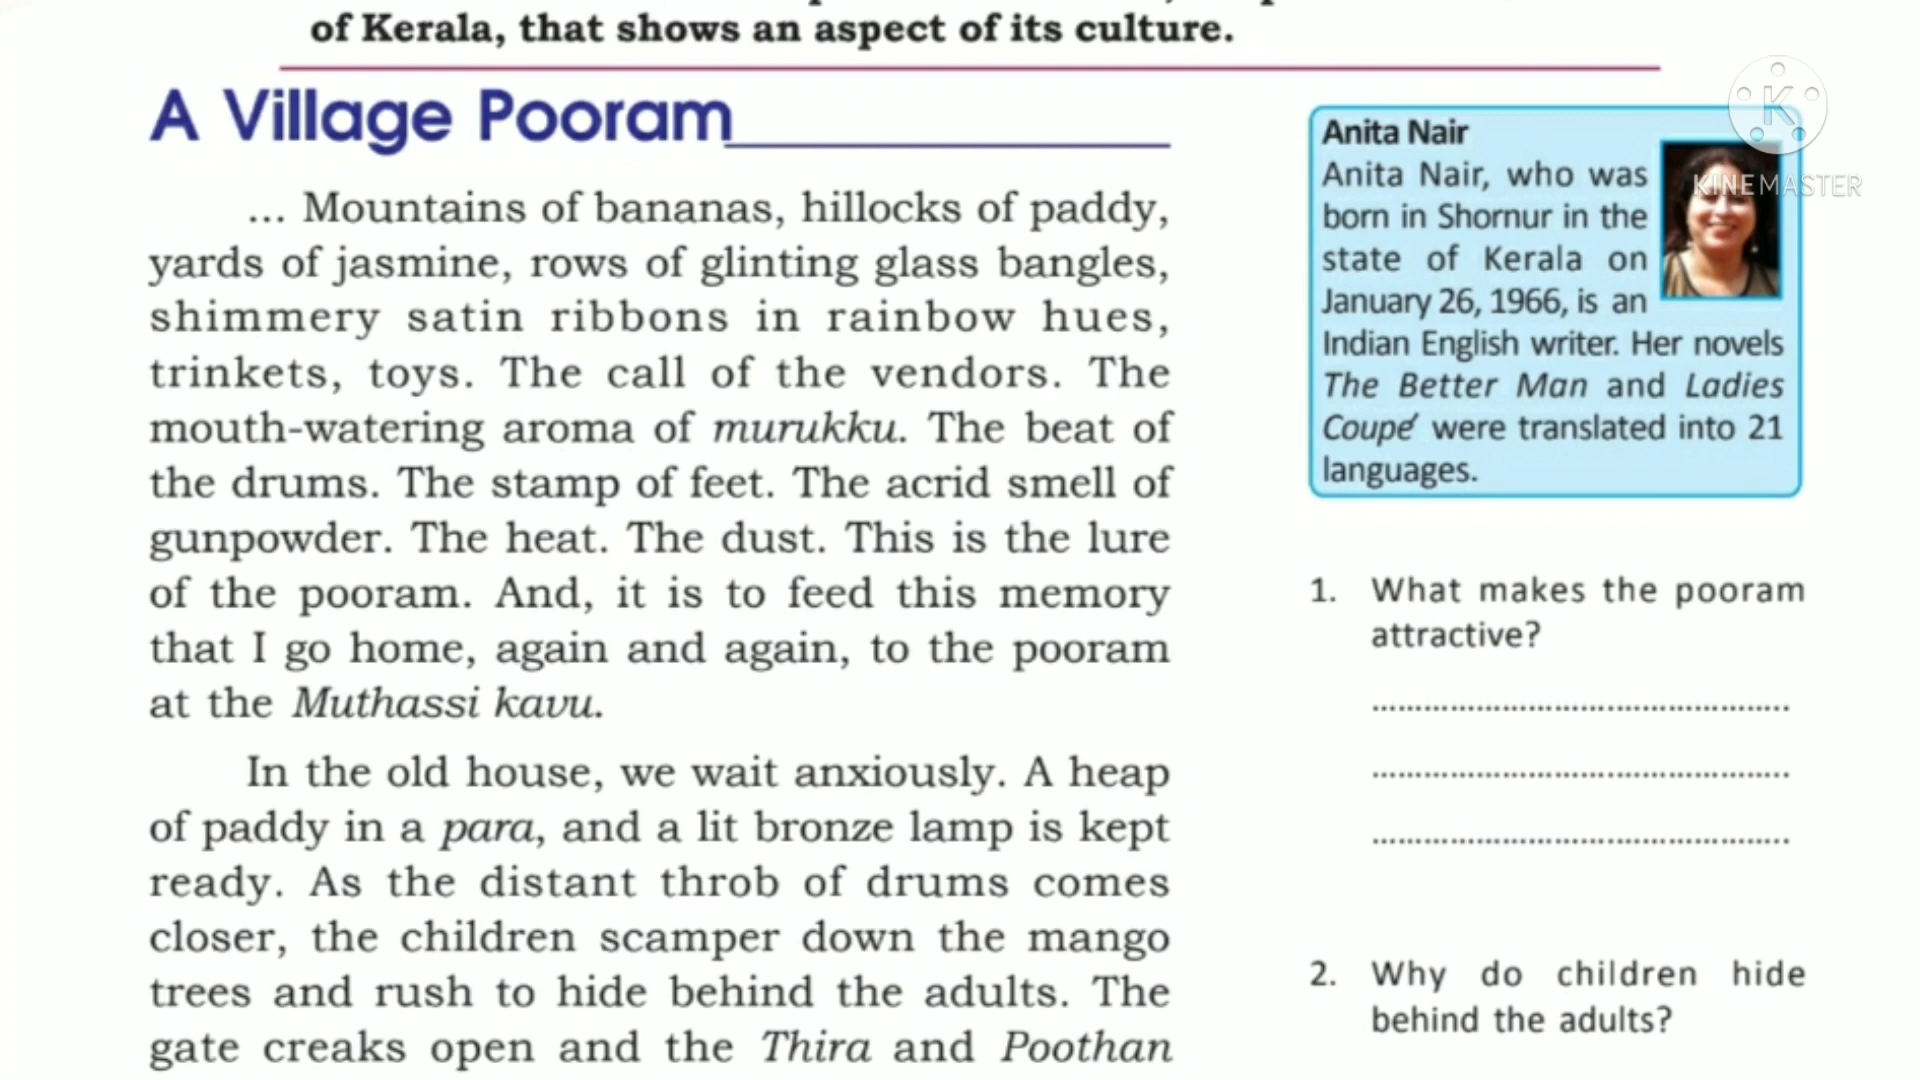 of Kerala, that shows an aspect of its culture.
A Village Pooram
... Mountains of bananas, hillocks of paddy,
yards of jasmine, rows of glinting glass bangles,
shimmery satin ribbons in rainbow hues,
trinkets, toys. The call of the vendors. The
mouth-watering aroma of murukku. The beat of
the drums. The stamp of feet. The acrid smell of
gunpowder. The heat. The dust. This is the lure
of the pooram. And, it is to feed this memory
that I go home, again and again, to the pooram
at the Muthassi kavu.
In the old house, we wait anxiously. A heap
of paddy in a para, and a lit bronze lamp is kept
ready. As the distant throb of drums comes
closer, the children scamper down the mango
trees and rush to hide behind the adults. The
gate creaks open and the Thira and Poothan
Anita Nair
Anita Nair, who was
born in Shornur in the
state of Kerala on
January 26, 1966, is an
Indian English writer. Her novels
The Better Man and Ladies
Coupé were translated into 21
languages.
K
KINEMASTER
1. What makes the pooram
attractive?
2. Why do children hide
behind the adults?